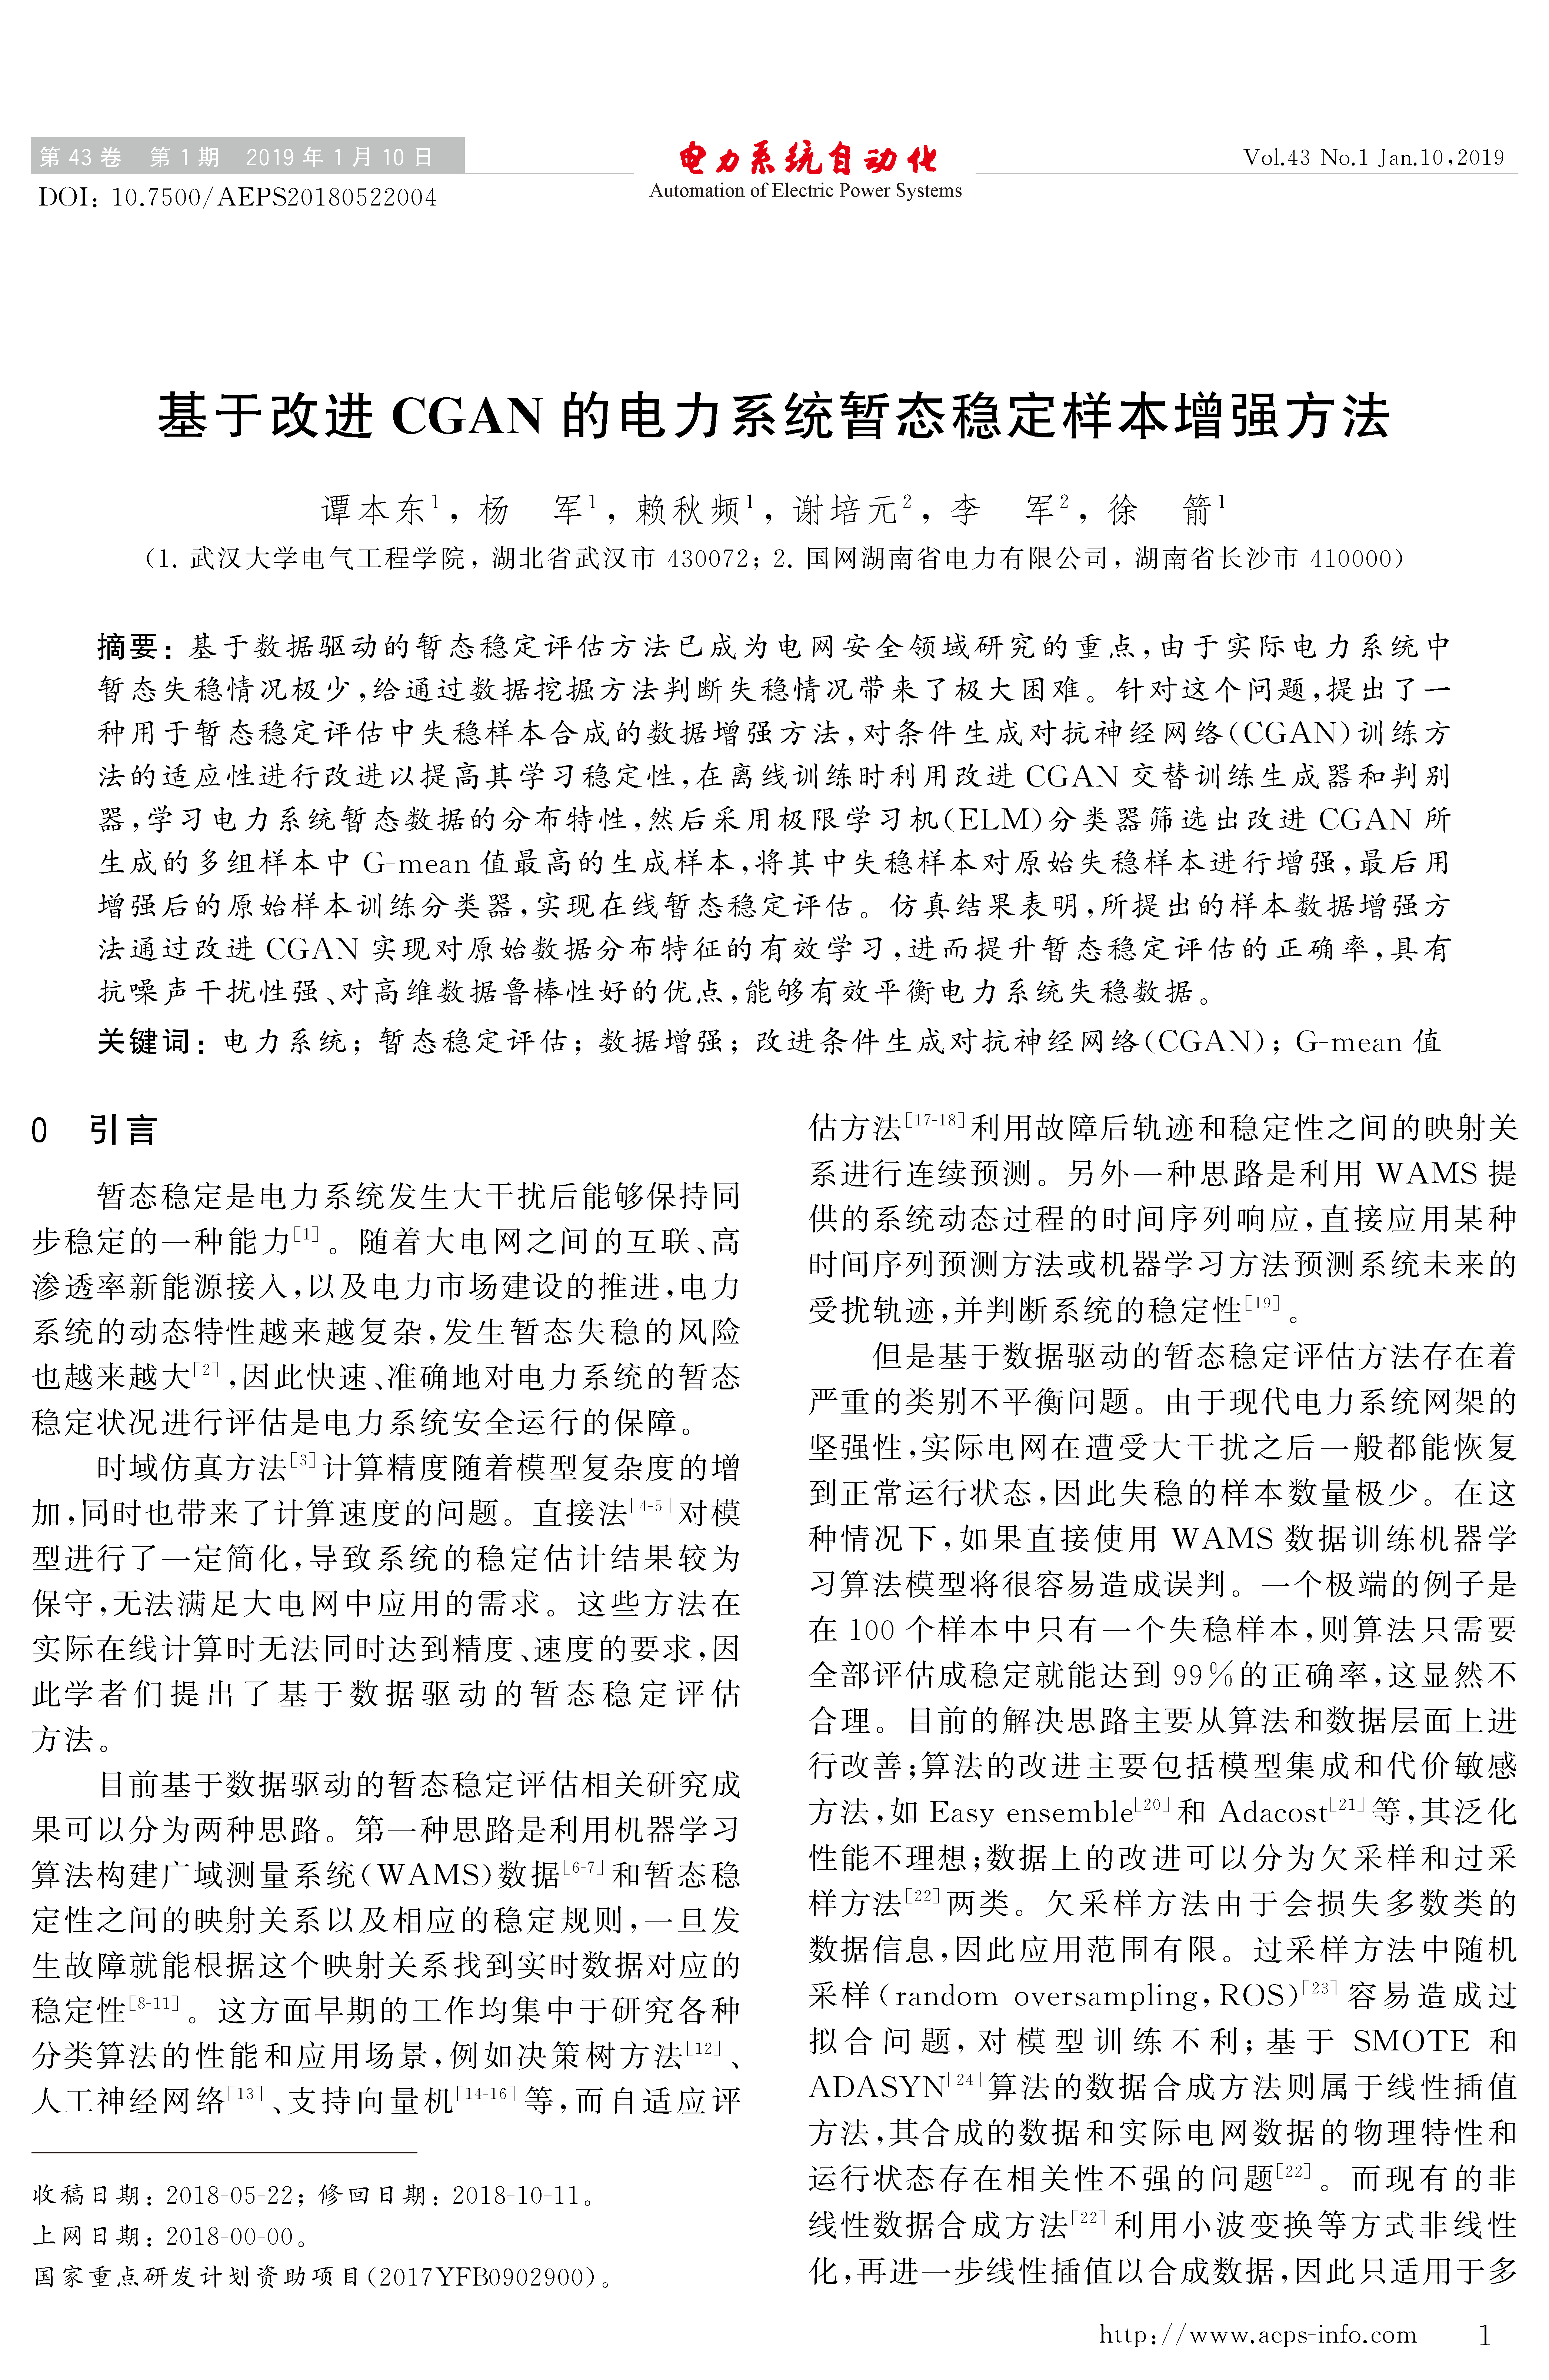 第 43 卷 第 1 期 2019 年 1 月 10 日
电力系统自动化
Automation of Electric Power Systems
Vol.43 No.1 Jan.10,2019
DOI: 10.7500/AEPS20180522004
基于改进 CGAN 的电力系统暂态稳定样本增强方法
谭本东1, 杨 军1, 赖秋频1, 谢培元2, 李 军2, 徐 箭1
(1. 武汉大学电气工程学院, 湖北省武汉市 430072; 2. 国网湖南省电力有限公司, 湖南省长沙市 410000)
摘要: 基于数据驱动的暂态稳定评估方法已成为电网安全领域研究的重点,由于实际电力系统中
暂态失稳情况极少,给通过数据挖掘方法判断失稳情况带来了极大困难。针对这个问题,提出了一
种用于暂态稳定评估中失稳样本合成的数据增强方法,对条件生成对抗神经网络(CGAN)训练方
法的适应性进行改进以提高其学习稳定性,在离线训练时利用改进 CGAN 交替训练生成器和判别
器,学习电力系统暂态数据的分布特性,然后采用极限学习机(ELM)分类器筛选出改进 CGAN 所
生成的多组样本中 G-mean 值最高的生成样本,将其中失稳样本对原始失稳样本进行增强,最后用
增强后的原始样本训练分类器,实现在线暂态稳定评估。仿真结果表明,所提出的样本数据增强方
法通过改进 CGAN 实现对原始数据分布特征的有效学习,进而提升暂态稳定评估的正确率,具有
抗噪声干扰性强、对高维数据鲁棒性好的优点,能够有效平衡电力系统失稳数据。
关键词: 电力系统; 暂态稳定评估; 数据增强; 改进条件生成对抗神经网络(CGAN); G-mean 值
0 引言
暂态稳定是电力系统发生大干扰后能够保持同
步稳定的一种能力[1]。随着大电网之间的互联、高
渗透率新能源接入,以及电力市场建设的推进,电力
系统的动态特性越来越复杂,发生暂态失稳的风险
也越来越大[2],因此快速、准确地对电力系统的暂态
稳定状况进行评估是电力系统安全运行的保障。
时域仿真方法[3]计算精度随着模型复杂度的增
加,同时也带来了计算速度的问题。直接法[4-5]对模
型进行了一定简化,导致系统的稳定估计结果较为
保守,无法满足大电网中应用的需求。这些方法在
实际在线计算时无法同时达到精度、速度的要求,因
此学者们提出了基于数据驱动的暂态稳定评估
方法。
目前基于数据驱动的暂态稳定评估相关研究成
果可以分为两种思路。第一种思路是利用机器学习
算法构建广域测量系统(WAMS)数据[6-7]和暂态稳
定性之间的映射关系以及相应的稳定规则,一旦发
生故障就能根据这个映射关系找到实时数据对应的
稳定性[8-11]。这方面早期的工作均集中于研究各种
分类算法的性能和应用场景,例如决策树方法[12]、
人工神经网络[13]、支持向量机[14-16]等,而自适应评
收稿日期: 2018-05-22; 修回日期: 2018-10-11。
上网日期: 2018-00-00。
国家重点研发计划资助项目(2017YFB0902900)。
估方法[17-18]利用故障后轨迹和稳定性之间的映射关
系进行连续预测。另外一种思路是利用 WAMS 提
供的系统动态过程的时间序列响应,直接应用某种
时间序列预测方法或机器学习方法预测系统未来的
受扰轨迹,并判断系统的稳定性[19]。
但是基于数据驱动的暂态稳定评估方法存在着
严重的类别不平衡问题。由于现代电力系统网架的
坚强性,实际电网在遭受大干扰之后一般都能恢复
到正常运行状态,因此失稳的样本数量极少。在这
种情况下,如果直接使用 WAMS 数据训练机器学
习算法模型将很容易造成误判。一个极端的例子是
在 100 个样本中只有一个失稳样本,则算法只需要
全部评估成稳定就能达到 99%的正确率,这显然不
合理。目前的解决思路主要从算法和数据层面上进
行改善;算法的改进主要包括模型集成和代价敏感
方法,如 Easy ensemble[20]和 Adacost[21]等,其泛化
性能不理想;数据上的改进可以分为欠采样和过采
样方法[22]两类。欠采样方法由于会损失多数类的
数据信息,因此应用范围有限。过采样方法中随机
采样(random oversampling,ROS)[23]容易造成过
拟合问题,对模型训练不利;基于 SMOTE 和
ADASYN[24]算法的数据合成方法则属于线性插值
方法,其合成的数据和实际电网数据的物理特性和
运行状态存在相关性不强的问题[22]。而现有的非
线性数据合成方法[22]利用小波变换等方式非线性
化,再进一步线性插值以合成数据,因此只适用于多
http://www.aeps-info.com 1